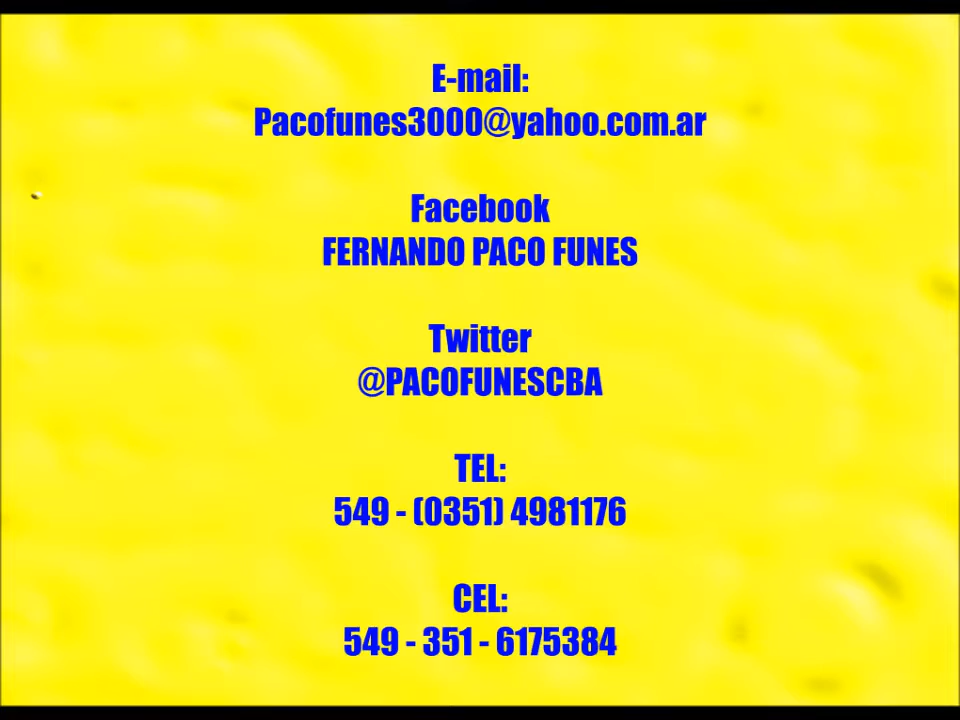 E-mail:
Pacofunes3000@yahoo.com.ar
Facebook
FERNANDO PACO FUNES
Twitter
@PACOFUNESCBA
TEL:
549 - (0351) 4981176
CEL:
549 - 351 - 6175384